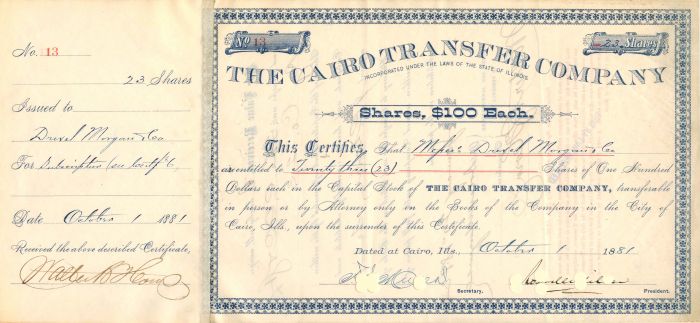 No. 13
23 Shares
Issued to
Drexel Morgan & Co
For Subscription
Date October 1 1881
Received the above described Certificate,
No 13
23 Shares
THE CAIRO TRANSFER COMPANY
INCORPORATED UNDER THE LAWS OF THE STATE OF ILLINOIS.
Shares, $100 Each.
This Certifies That Messrs Drexel Morgan & Co
are entitled to Twenty three (23) Shares of One Hundred
Dollars each in the Capital Stock of THE CAIRO TRANSFER COMPANY, transferable
in person or by Attorney only on the Books of the Company in the City of
Cairo, Ills., upon the surrender of this Certificate.
Dated at Cairo, Ills., October 1 1881
Secretary. President.